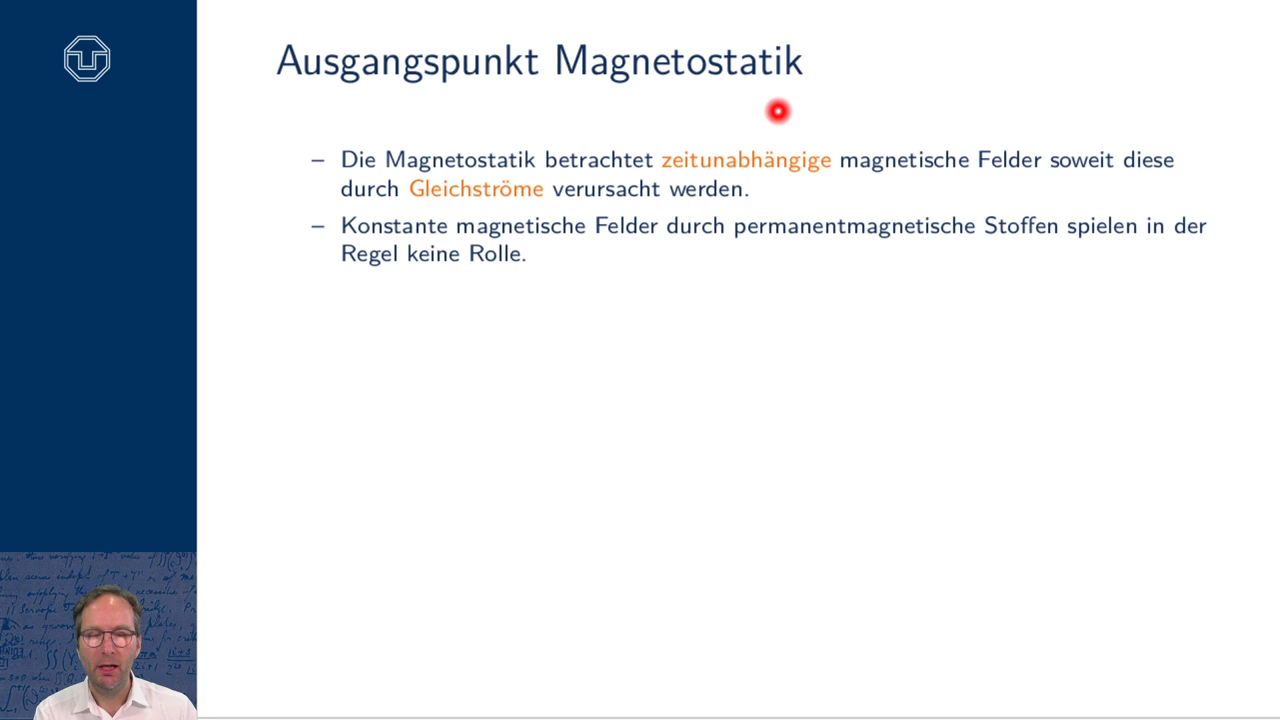 Ausgangspunkt Magnetostatik
– Die Magnetostatik betrachtet zeitunabhängige magnetische Felder soweit diese
durch Gleichströme verursacht werden.
– Konstante magnetische Felder durch permanentmagnetische Stoffen spielen in der
Regel keine Rolle.